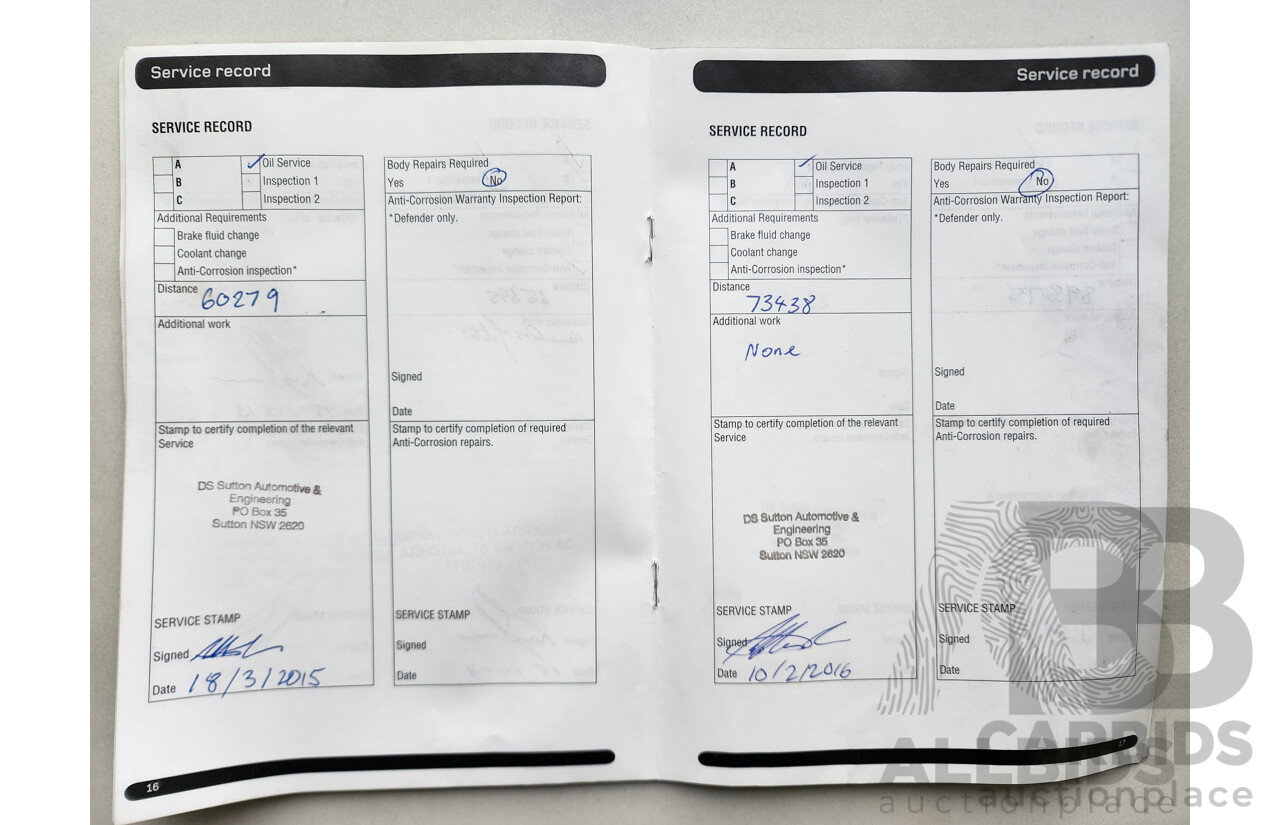 Service record
SERVICE RECORD
A
Oil Service
B
Inspection 1
C
Inspection 2
Additional Requirements
Brake fluid change
Coolant change
Anti-Corrosion inspection*
Distance 60279
Additional work
Stamp to certify completion of the relevant
Service
DS Sutton Automotive &
Engineering
PO Box 35
Sutton NSW 2620
SERVICE STAMP
Signed
Date 18/3/2015
Body Repairs Required
Yes No
Anti-Corrosion Warranty Inspection Report:
*Defender only.
Signed
Date
Stamp to certify completion of required
Anti-Corrosion repairs.
SERVICE STAMP
Signed
Date
16
Service record
SERVICE RECORD
A
Oil Service
B
Inspection 1
C
Inspection 2
Additional Requirements
Brake fluid change
Coolant change
Anti-Corrosion inspection*
Distance
73438
Additional work
None
Stamp to certify completion of the relevant
Service
DS Sutton Automotive &
Engineering
PO Box 35
Sutton NSW 2620
SERVICE STAMP
Signed
Date 10/2/2016
Body Repairs Required
Yes No
Anti-Corrosion Warranty Inspection Report:
*Defender only.
Signed
Date
Stamp to certify completion of required
Anti-Corrosion repairs.
SERVICE STAMP
Signed
Date
17
CARBIDS
ALLBIDS
auctionplace